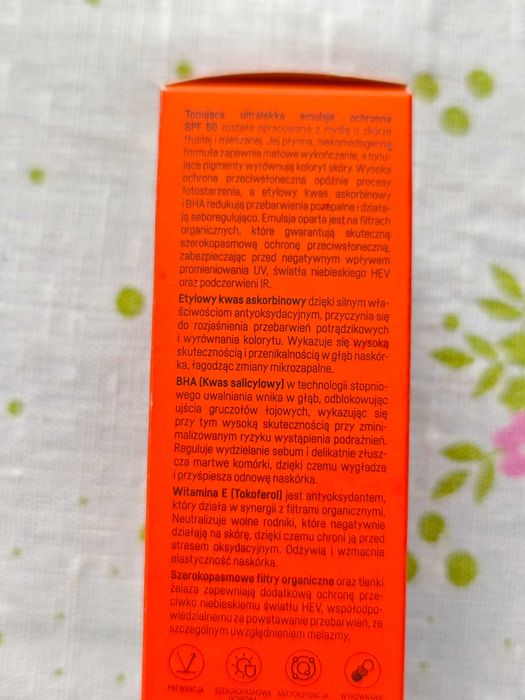 Tonująca ultralekka emulsja ochronna
SPF 50 została opracowana z myślą o skórze
tłustej i mieszanej. Jej płynna, niekomedogenna
formuła zapewnia matowe wykończenie, a tonu-
jące pigmenty wyrównują koloryt skóry. Wysoka
ochrona przeciwsłoneczna opóźnia procesy
fotostarzenia, a etylowy kwas askorbinowy
i BHA redukują przebarwienia pozapalne i działa-
ją seboregulująco. Emulsja oparta jest na filtrach
organicznych, które gwarantują skuteczną
szerokopasmową ochronę przeciwsłoneczną,
zabezpieczając przed negatywnym wpływem
promieniowania UV, światła niebieskiego HEV
oraz podczerwieni IR.
Etylowy kwas askorbinowy dzięki silnym wła-
ściwościom antyoksydacyjnym, przyczynia się
do rozjaśnienia przebarwień potrądzikowych
i wyrównania kolorytu. Wykazuje się wysoką
skutecznością i przenikalnością w głąb naskór-
ka, łagodząc zmiany mikrozapalne.
BHA (Kwas salicylowy) w technologii stopnio-
wego uwalniania wnika w głąb, odblokowując
ujścia gruczołów łojowych, wykazując się
przy tym wysoką skutecznością przy zmini-
malizowanym ryzyku wystąpienia podrażnień.
Reguluje wydzielanie sebum i delikatnie złusz-
cza martwe komórki, dzięki czemu wygładza
i przyśpiesza odnowę naskórka.
Witamina E (Tokoferol) jest antyoksydantem,
który działa w synergii z filtrami organicznymi.
Neutralizuje wolne rodniki, które negatywnie
działają na skórę, dzięki czemu chroni ją przed
stresem oksydacyjnym. Odżywia i wzmacnia
elastyczność naskórka.
Szerokopasmowe filtry organiczne oraz tlenki
żelaza zapewniają dodatkową ochronę prze-
ciwko niebieskiemu światłu HEV, współodpo-
wiedzialnemu za powstawanie przebarwień, ze
szczególnym uwzględnieniem melazmy.
PREWENCJA
SZEROKOPASMOWA
OCHRONA
ANTYOKSYDACJA
WYRÓWNANIE